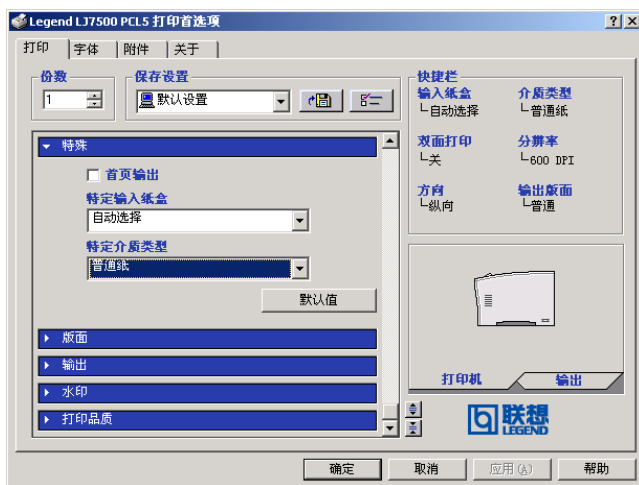 Legend LJ7500 PCL5 打印首选项
打印 字体 附件 关于
份数
1
保存设置
默认设置
特殊
首页输出
特定输入纸盒
自动选择
特定介质类型
普通纸
默认值
版面
输出
水印
打印品质
快捷栏
输入纸盒 介质类型
自动选择 普通纸
双面打印 分辨率
关 600 DPI
方向 输出版面
纵向 普通
打印机 输出
联想
LEGEND
确定 取消 应用(A) 帮助